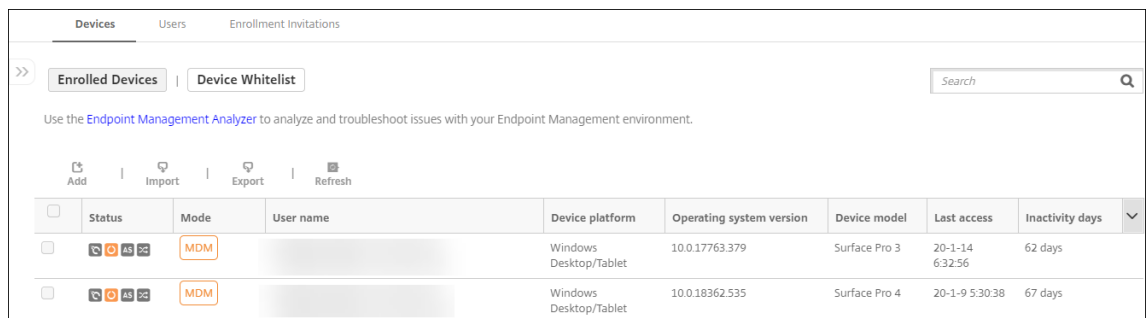 Devices Users Enrollment Invitations
Enrolled Devices | Device Whitelist Search
Use the Endpoint Management Analyzer to analyze and troubleshoot issues with your Endpoint Management environment.
Add | Import | Export | Refresh
Status Mode User name Device platform Operating system version Device model Last access Inactivity days
AS MDM Windows 10.0.17763.379 Surface Pro 3 20-1-14 62 days
Desktop/Tablet 6:32:56
AS MDM Windows 10.0.18362.535 Surface Pro 4 20-1-9 5:30:38 67 days
Desktop/Tablet